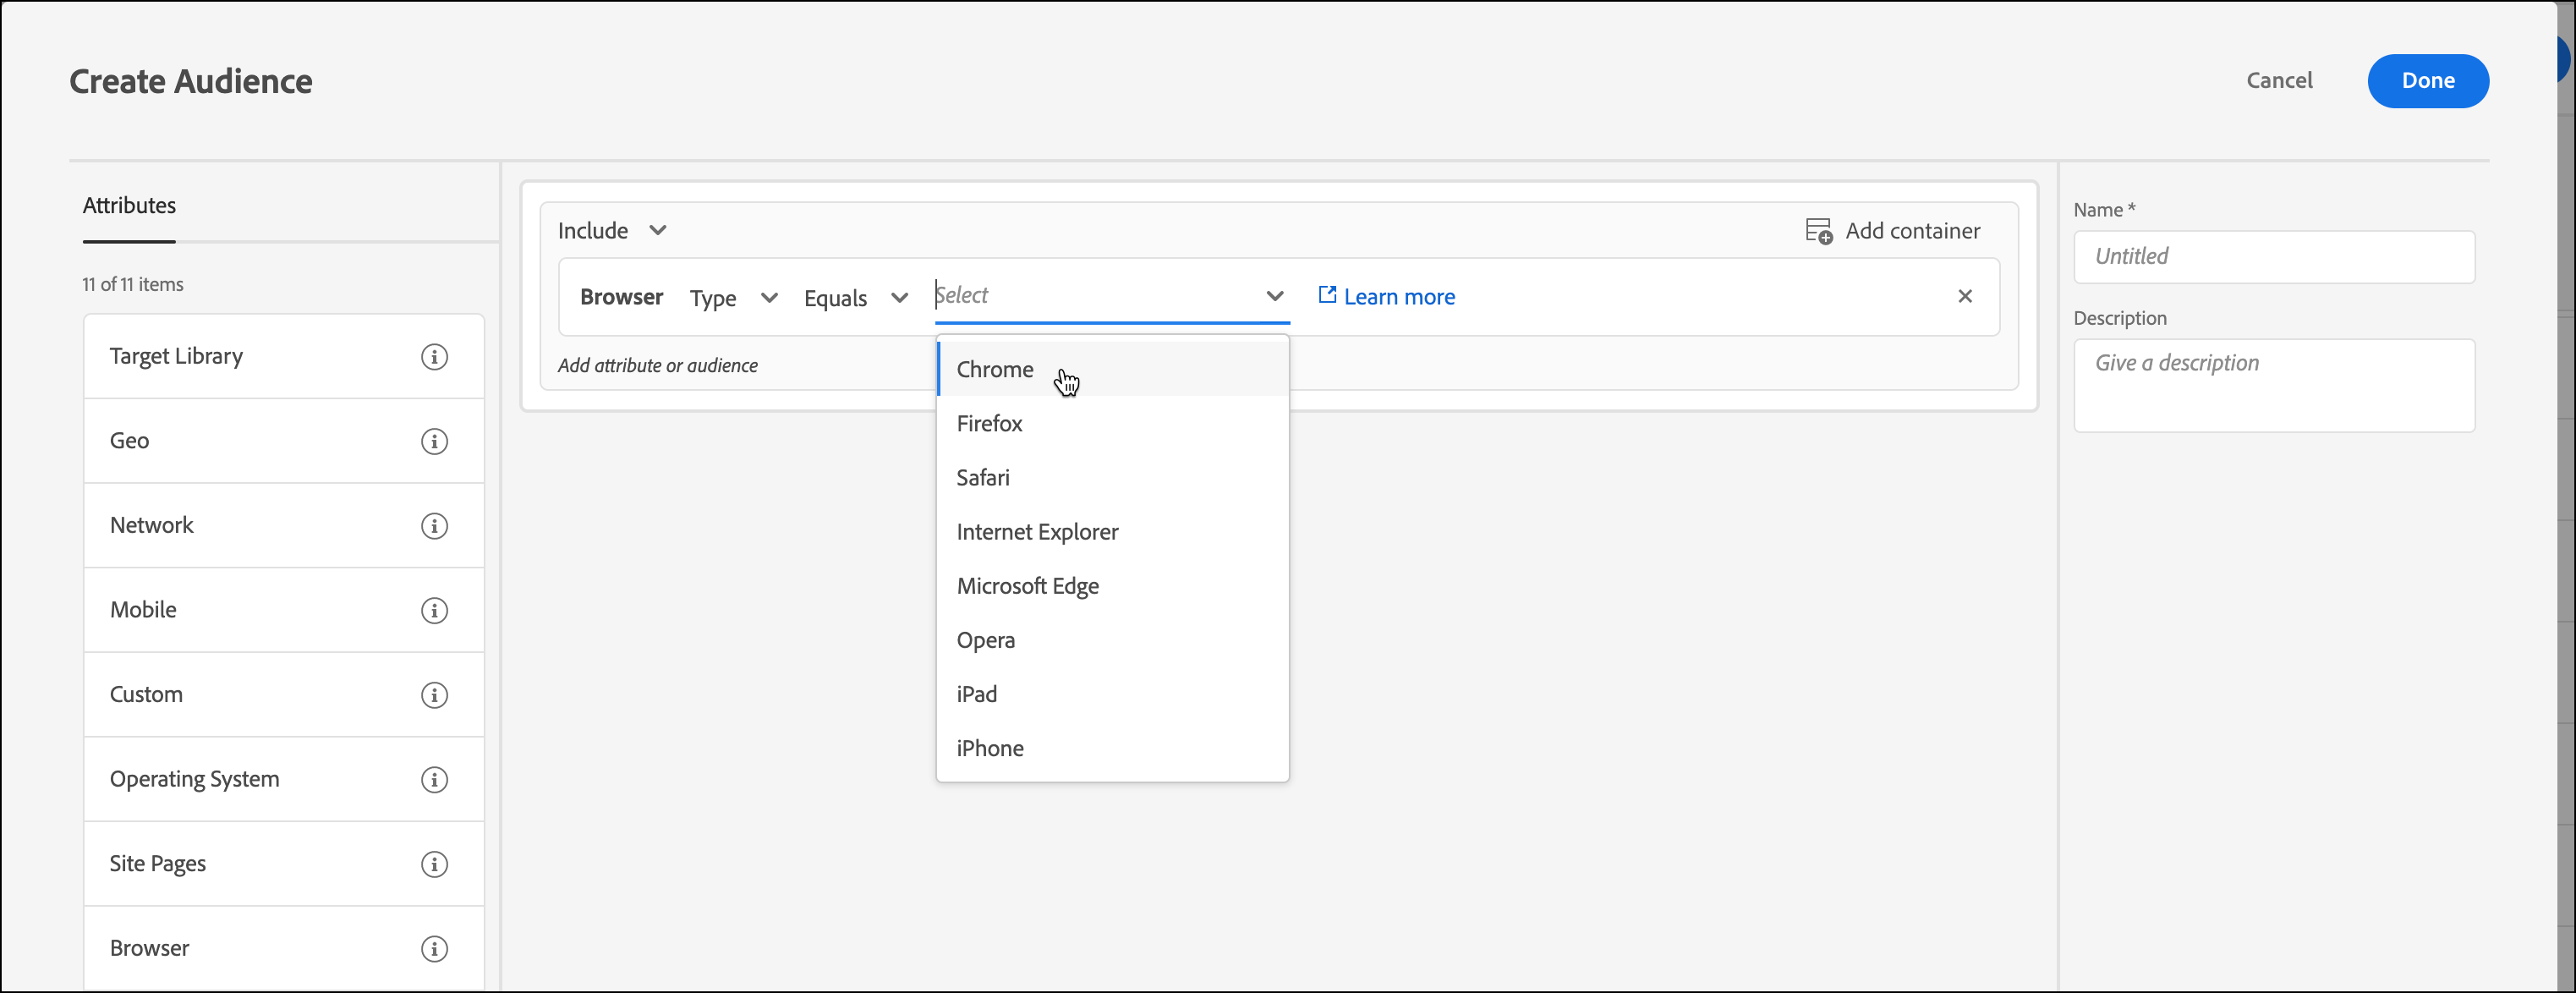 Create Audience
Cancel
Done
Attributes
11 of 11 items
Target Library
Geo
Network
Mobile
Custom
Operating System
Site Pages
Browser
Include
Add container
Browser Type Equals Select Learn more
Add attribute or audience
Chrome
Firefox
Safari
Internet Explorer
Microsoft Edge
Opera
iPad
iPhone
Name *
Untitled
Description
Give a description